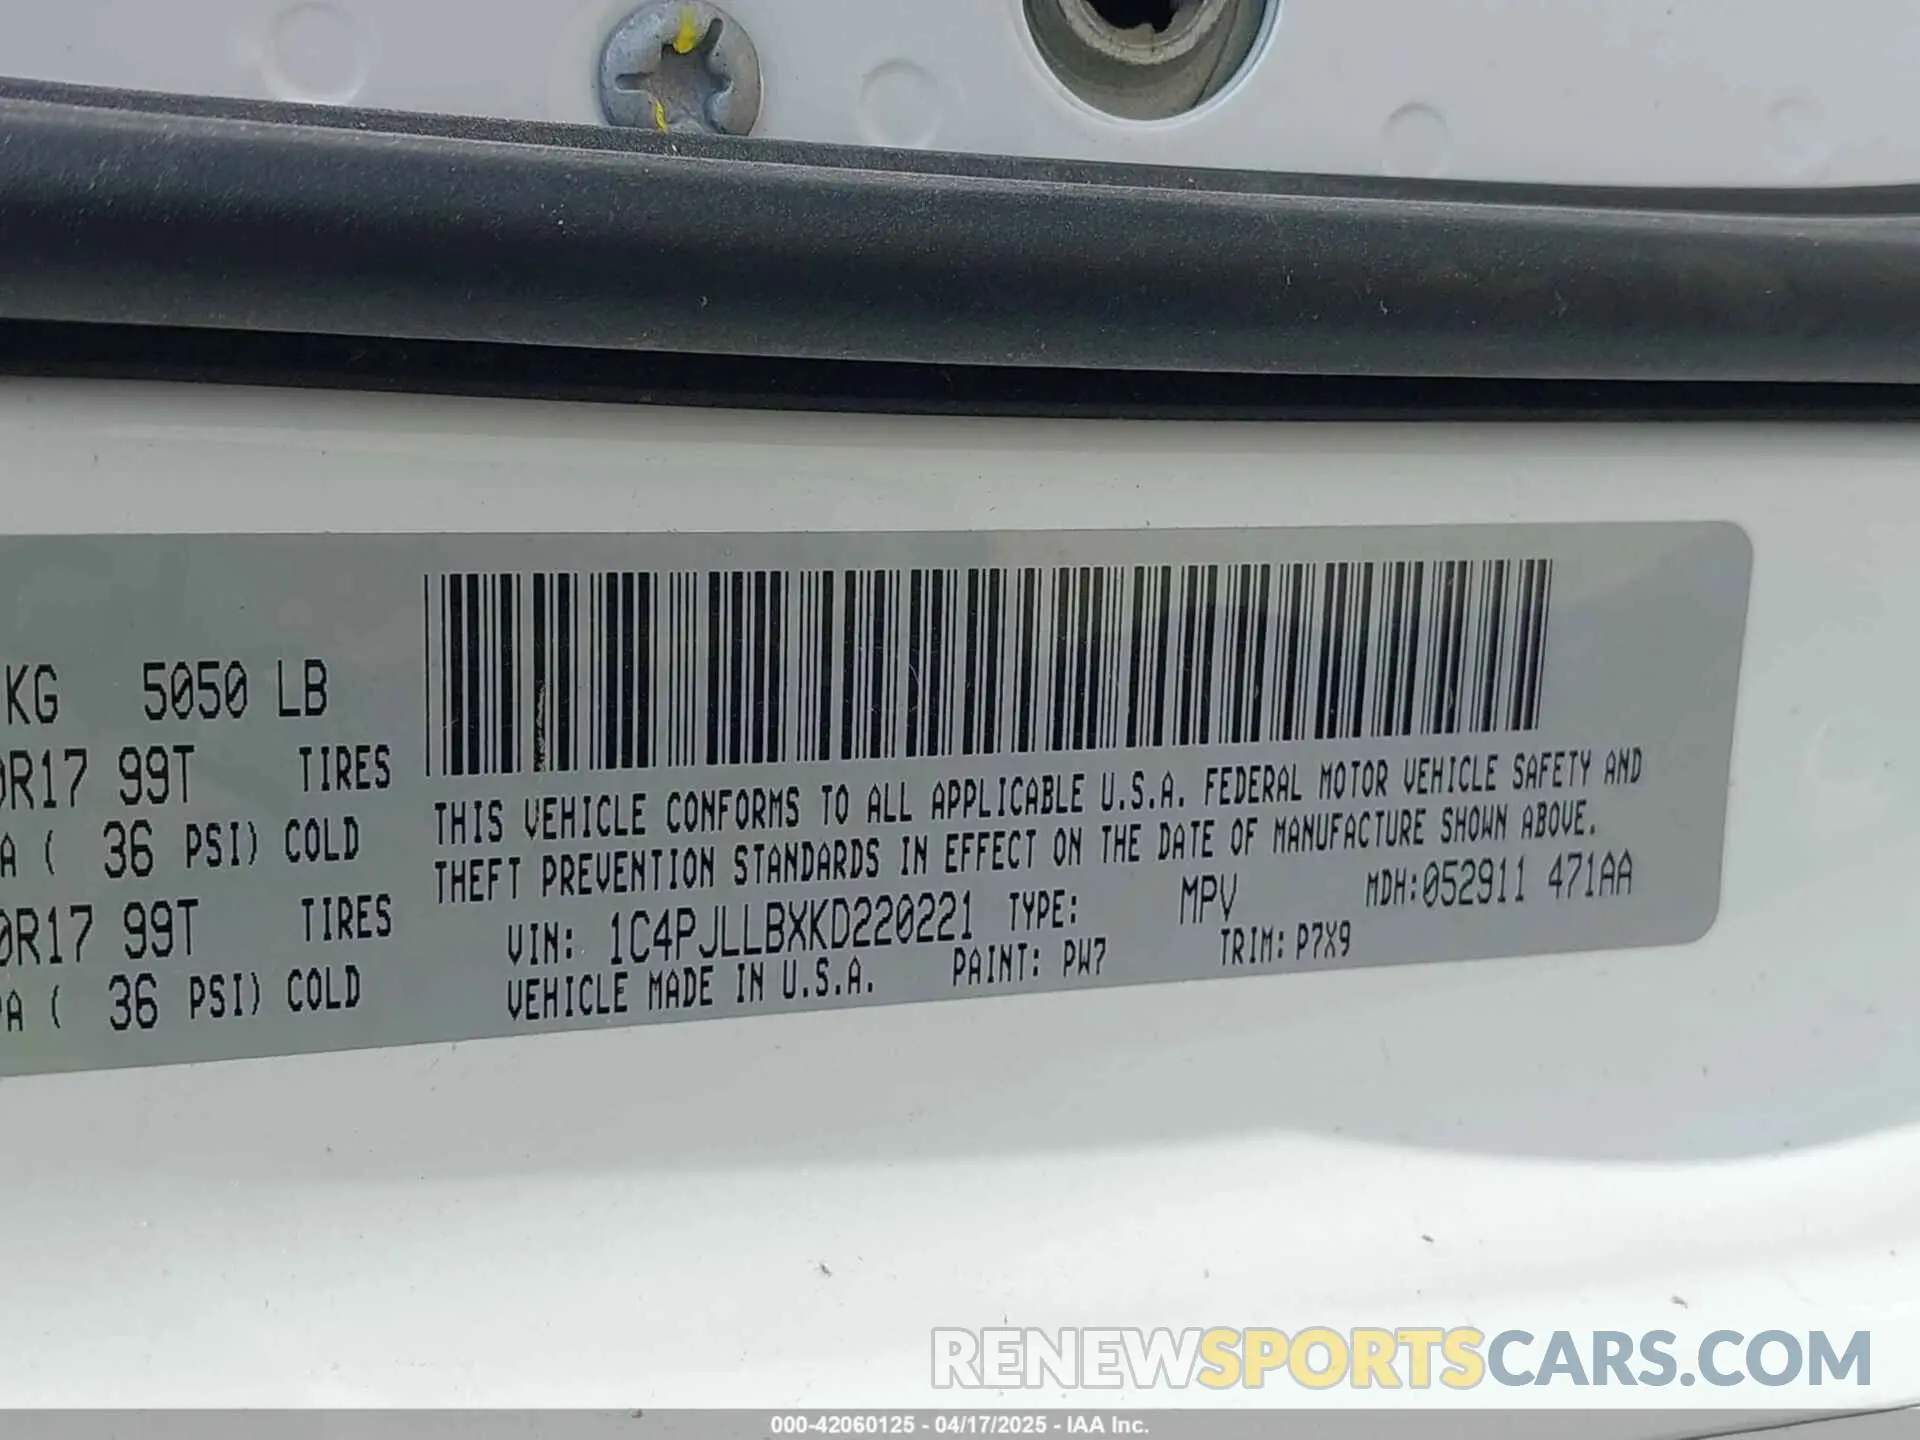 KG 5050 LB
0R17 99T TIRES
A ( 36 PSI) COLD
0R17 99T TIRES
PA ( 36 PSI) COLD
THIS VEHICLE CONFORMS TO ALL APPLICABLE U.S.A. FEDERAL MOTOR VEHICLE SAFETY AND
THEFT PREVENTION STANDARDS IN EFFECT ON THE DATE OF MANUFACTURE SHOWN ABOVE.
VIN: 1C4PJLLBXKD220221 TYPE: MPV MDH:052911 471AA
VEHICLE MADE IN U.S.A. PAINT: PW7 TRIM: P7X9
RENEWSPORTSCARS.COM
000-42060125 - 04/17/2025 - IAA Inc.